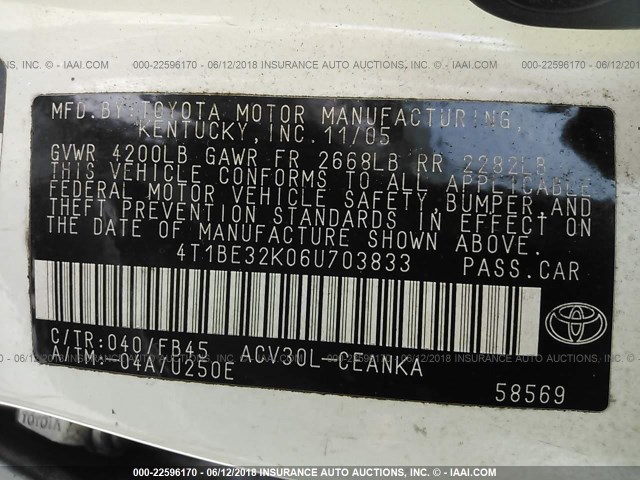 000-22596170 - 06/12/2018 INSURANCE AUTO AUCTIONS, INC. - © IAAI.COM
MFD.BY:TOYOTA MOTOR MANUFACTURING,
KENTUCKY, INC. 11/05
GVWR 4200LB GAWR FR 2668LB RR 2282LB
THIS VEHICLE CONFORMS TO ALL APPLICABLE
FEDERAL MOTOR VEHICLE SAFETY, BUMPER, AND
THEFT PREVENTION STANDARDS IN EFFECT ON
THE DATE OF MANUFACTURE SHOWN ABOVE.
4T1BE32K06U703833 PASS.CAR
C/TR:040/FB45 ACV30L-CEANKA
A/TM:-04A/U250E
58569
TOYOTA
000-22596170 - 06/12/2018 INSURANCE AUTO AUCTIONS, INC. - © IAAI.COM